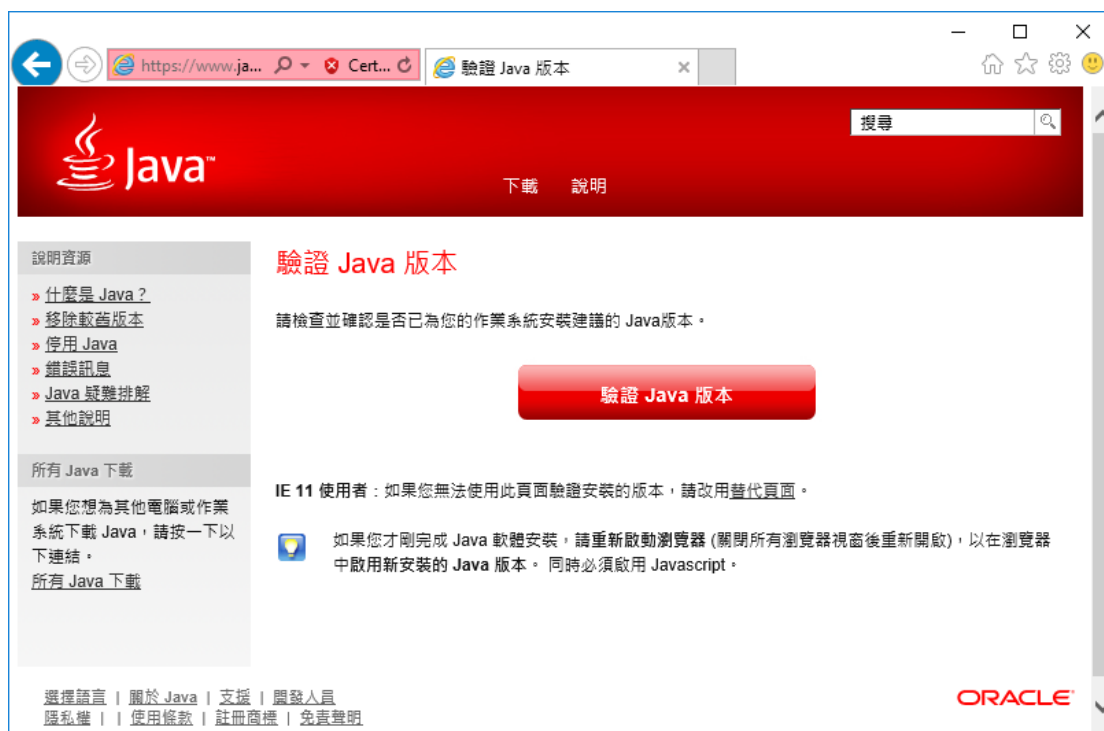 https://www.ja... Cert... 驗證 Java 版本
搜尋
Java™
下載 說明
說明資源
» 什麼是 Java？
» 移除較舊版本
» 停用 Java
» 錯誤訊息
» Java 疑難排解
» 其他說明
所有 Java 下載
如果您想為其他電腦或作業
系統下載 Java，請按一下以
下連結。
所有 Java 下載
驗證 Java 版本
請檢查並確認是否已為您的作業系統安裝建議的 Java版本。
驗證 Java 版本
IE 11 使用者：如果您無法使用此頁面驗證安裝的版本，請改用替代頁面。
如果您才剛完成 Java 軟體安裝，請重新啟動瀏覽器 (關閉所有瀏覽器視窗後重新開啟)，以在瀏覽器
中啟用新安裝的 Java 版本。 同時必須啟用 Javascript。
選擇語言 | 關於 Java | 支援 | 開發人員
隱私權 | | 使用條款 | 註冊商標 | 免責聲明
ORACLE